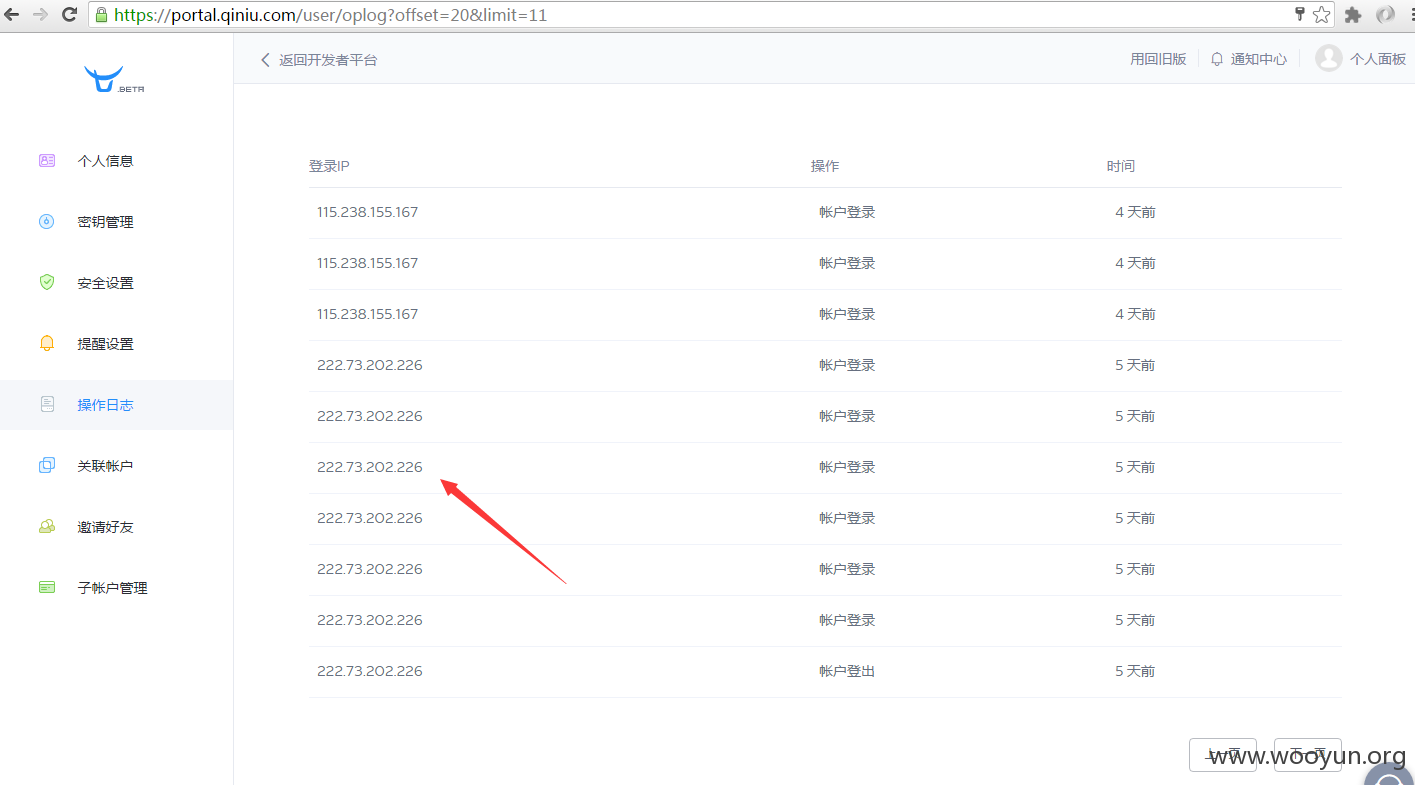 https://portal.qiniu.com/user/oplog?offset=20&limit=11
.BETA
返回开发者平台
用回旧版 通知中心 个人面板
个人信息
密钥管理
安全设置
提醒设置
操作日志
关联帐户
邀请好友
子帐户管理
登录IP 操作 时间
115.238.155.167 帐户登录 4 天前
115.238.155.167 帐户登录 4 天前
115.238.155.167 帐户登录 4 天前
222.73.202.226 帐户登录 5 天前
222.73.202.226 帐户登录 5 天前
222.73.202.226 帐户登录 5 天前
222.73.202.226 帐户登录 5 天前
222.73.202.226 帐户登录 5 天前
222.73.202.226 帐户登录 5 天前
222.73.202.226 帐户登出 5 天前
上一页 下一页
www.wooyun.org